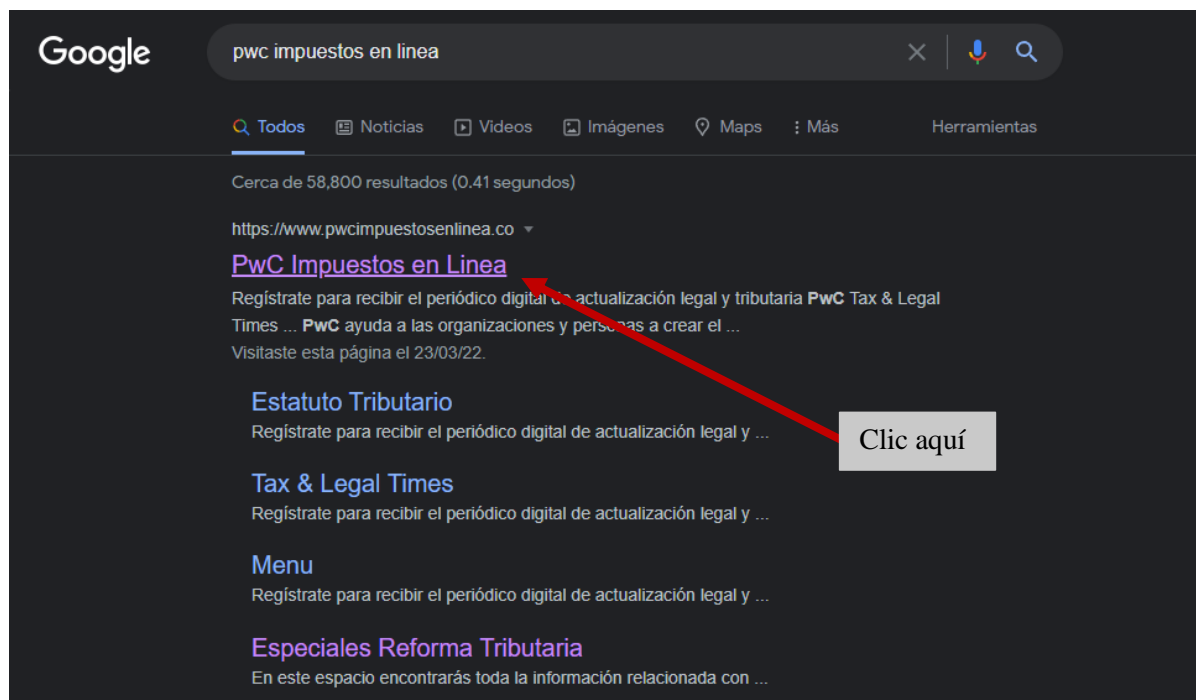 Google
pwc impuestos en linea
Todos Noticias Videos Imágenes Maps Más Herramientas
Cerca de 58,800 resultados (0.41 segundos)
https://www.pwcimpuestosenlinea.co
PwC Impuestos en Linea
Regístrate para recibir el periódico digital de actualización legal y tributaria PwC Tax & Legal
Times ... PwC ayuda a las organizaciones y personas a crear el ...
Visitaste esta página el 23/03/22.
Estatuto Tributario
Regístrate para recibir el periódico digital de actualización legal y ...
Clic aquí
Tax & Legal Times
Regístrate para recibir el periódico digital de actualización legal y ...
Menu
Regístrate para recibir el periódico digital de actualización legal y ...
Especiales Reforma Tributaria
En este espacio encontrarás toda la información relacionada con ...